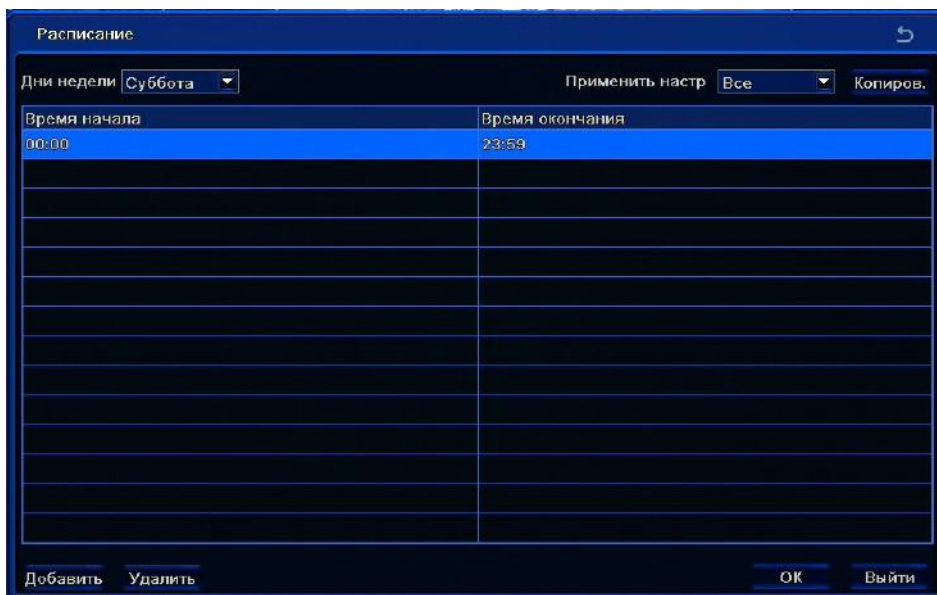 Расписание
Дни недели Суббота Применить настр Все Копиров.
Время начала Время окончания
00:00 23:59
Добавить Удалить ОК Выйти